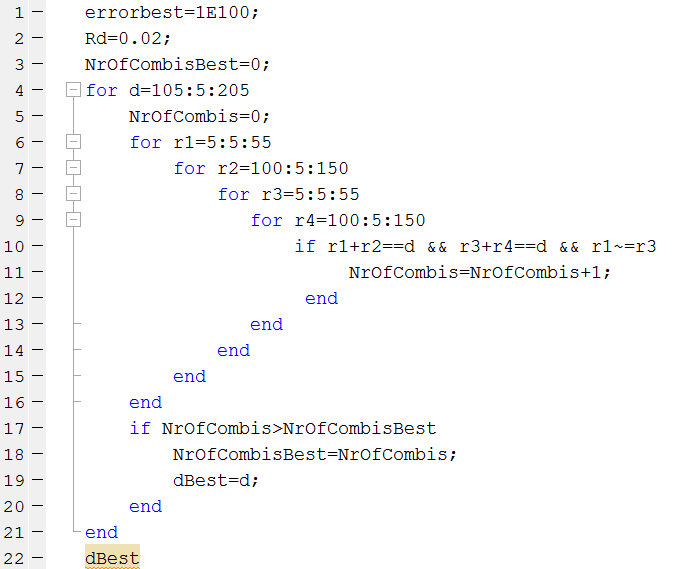 1 — errorbest=1E100;
2 — Rd=0.02;
3 — NrOfCombisBest=0;
4 — for d=105:5:205
5 — NrOfCombis=0;
6 — for r1=5:5:55
7 — for r2=100:5:150
8 — for r3=5:5:55
9 — for r4=100:5:150
10 — if r1+r2==d && r3+r4==d && r1~=r3
11 — NrOfCombis=NrOfCombis+1;
12 — end
13 — end
14 — end
15 — end
16 — end
17 — if NrOfCombis>NrOfCombisBest
18 — NrOfCombisBest=NrOfCombis;
19 — dBest=d;
20 — end
21 — end
22 — dBest